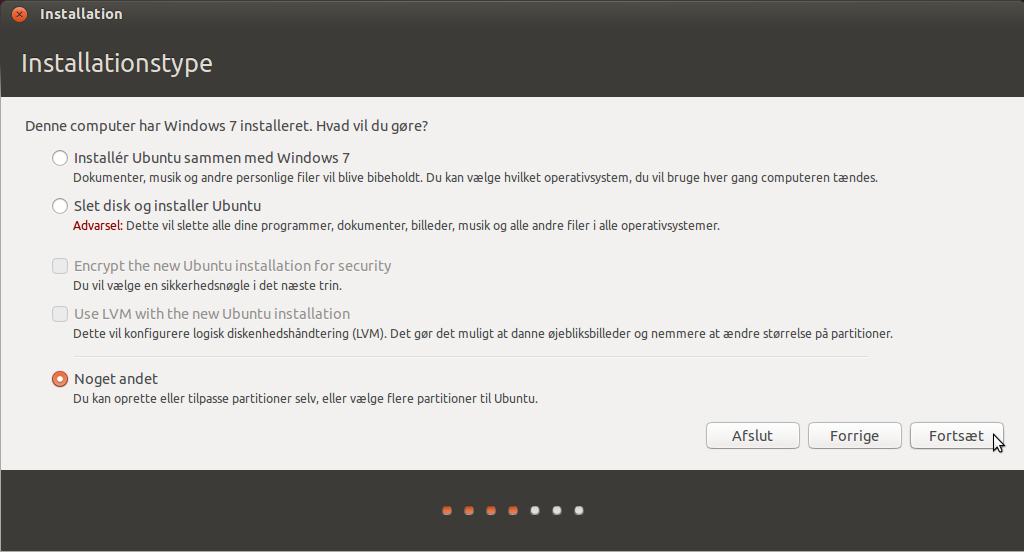 Installation
Installationstype
Denne computer har Windows 7 installeret. Hvad vil du gøre?
Installér Ubuntu sammen med Windows 7
Dokumenter, musik og andre personlige filer vil blive bibeholdt. Du kan vælge hvilket operativsystem, du vil bruge hver gang computeren tændes.
Slet disk og installer Ubuntu
Advarsel: Dette vil slette alle dine programmer, dokumenter, billeder, musik og alle andre filer i alle operativsystemer.
Encrypt the new Ubuntu installation for security
Du vil vælge en sikkerhedsnøgle i det næste trin.
Use LVM with the new Ubuntu installation
Dette vil konfigurere logisk diskenhedshåndtering (LVM). Det gør det muligt at danne øjebliksbilleder og nemmere at ændre størrelse på partitioner.
Noget andet
Du kan oprette eller tilpasse partitioner selv, eller vælge flere partitioner til Ubuntu.
Afslut Forrige Fortsæt